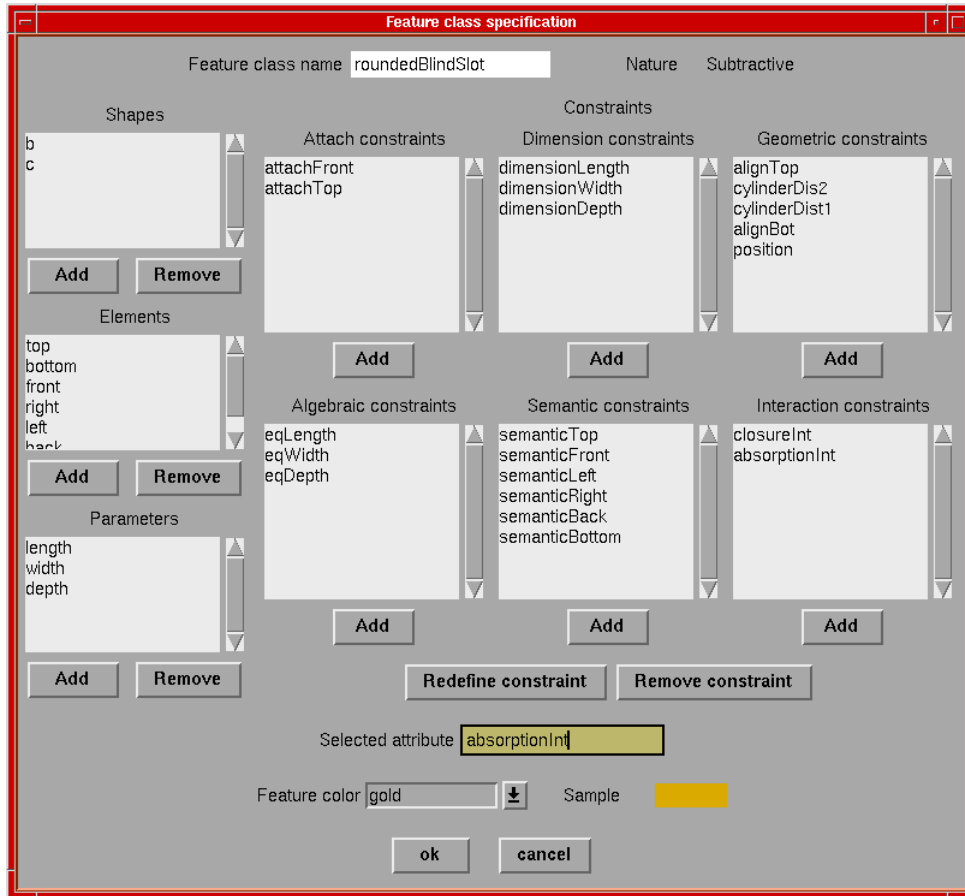 Feature class specification
Feature class name roundedBlindSlot Nature Subtractive
Shapes
b
c
Add Remove
Elements
top
bottom
front
right
left
back
Add Remove
Parameters
length
width
depth
Add Remove
Constraints
Attach constraints
attachFront
attachTop
Add
Dimension constraints
dimensionLength
dimensionWidth
dimensionDepth
Add
Geometric constraints
alignTop
cylinderDis2
cylinderDist1
alignBot
position
Add
Algebraic constraints
eqLength
eqWidth
eqDepth
Add
Semantic constraints
semanticTop
semanticFront
semanticLeft
semanticRight
semanticBack
semanticBottom
Add
Interaction constraints
closureInt
absorptionInt
Add
Redefine constraint Remove constraint
Selected attribute absorptionInt
Feature color gold Sample
ok cancel